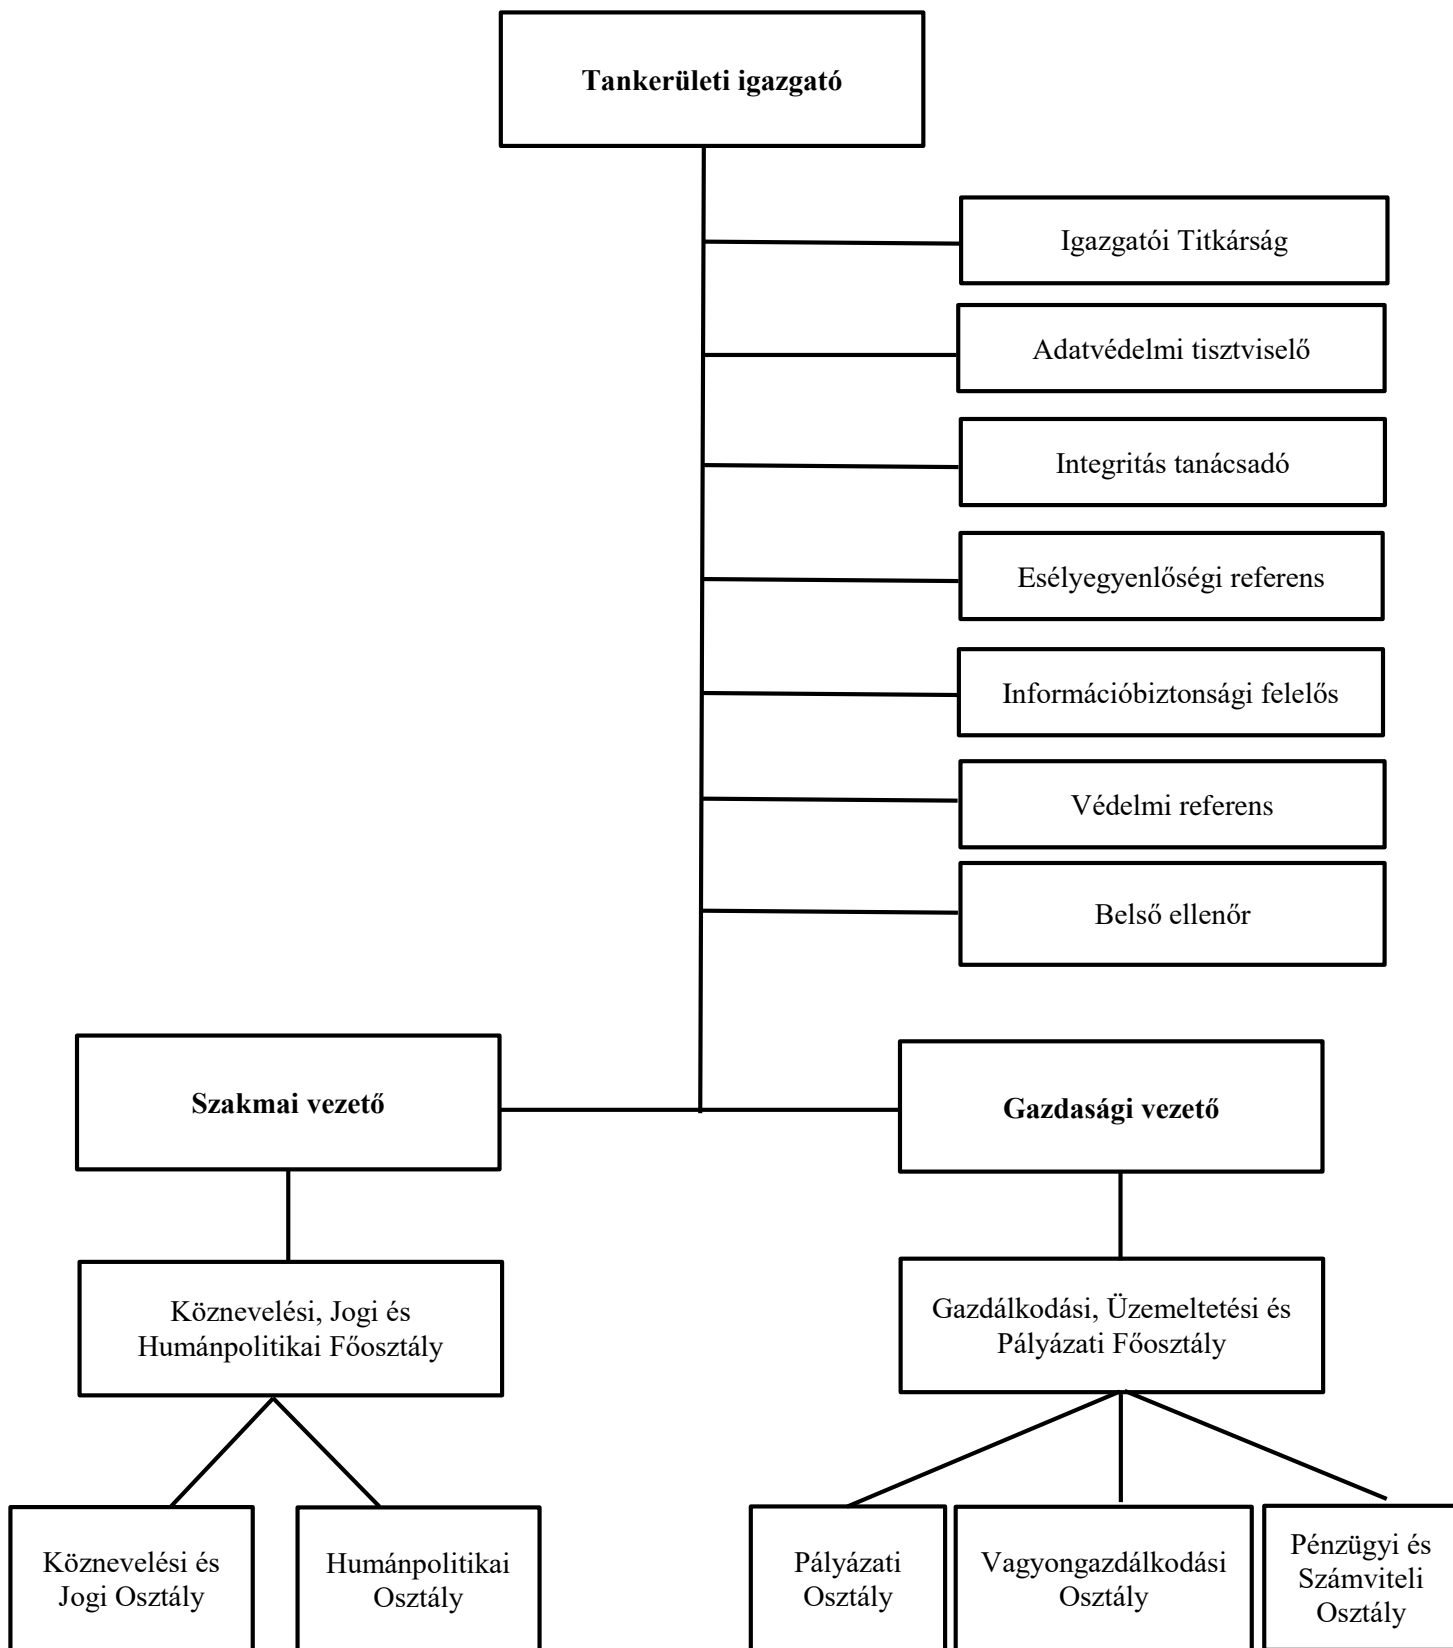 Tankerületi igazgató
Igazgatói Titkárság
Adatvédelmi tisztviselő
Integritás tanácsadó
Esélyegyenlőségi referens
Információbiztonsági felelős
Védelmi referens
Belső ellenőr
Szakmai vezető
Gazdasági vezető
Köznevelési, Jogi és
Humánpolitikai Főosztály
Gazdálkodási, Üzemeltetési és
Pályázati Főosztály
Köznevelési és
Jogi Osztály
Humánpolitikai
Osztály
Pályázati
Osztály
Vagyongazdálkodási
Osztály
Pénzügyi és
Számviteli
Osztály